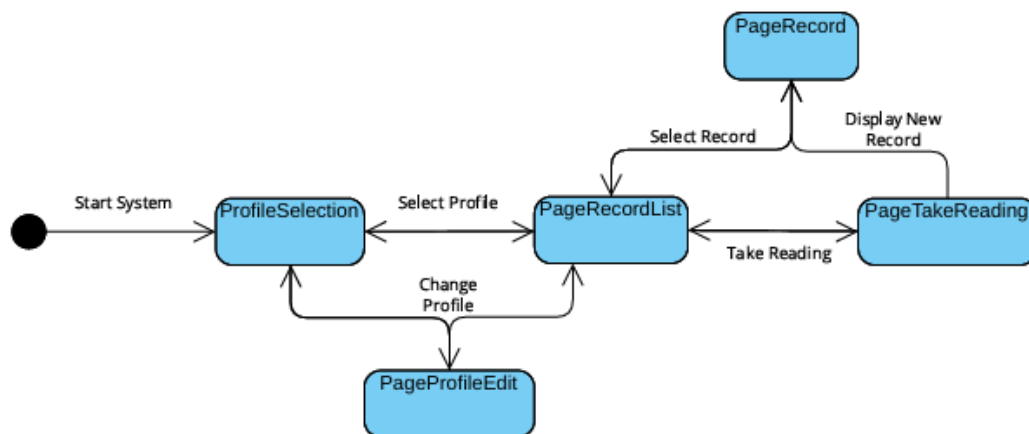 PageRecord
Display New
Record
Select Record
Start System
ProfileSelection
Select Profile
PageRecordList
PageTakeReading
Take Reading
Change
Profile
PageProfileEdit